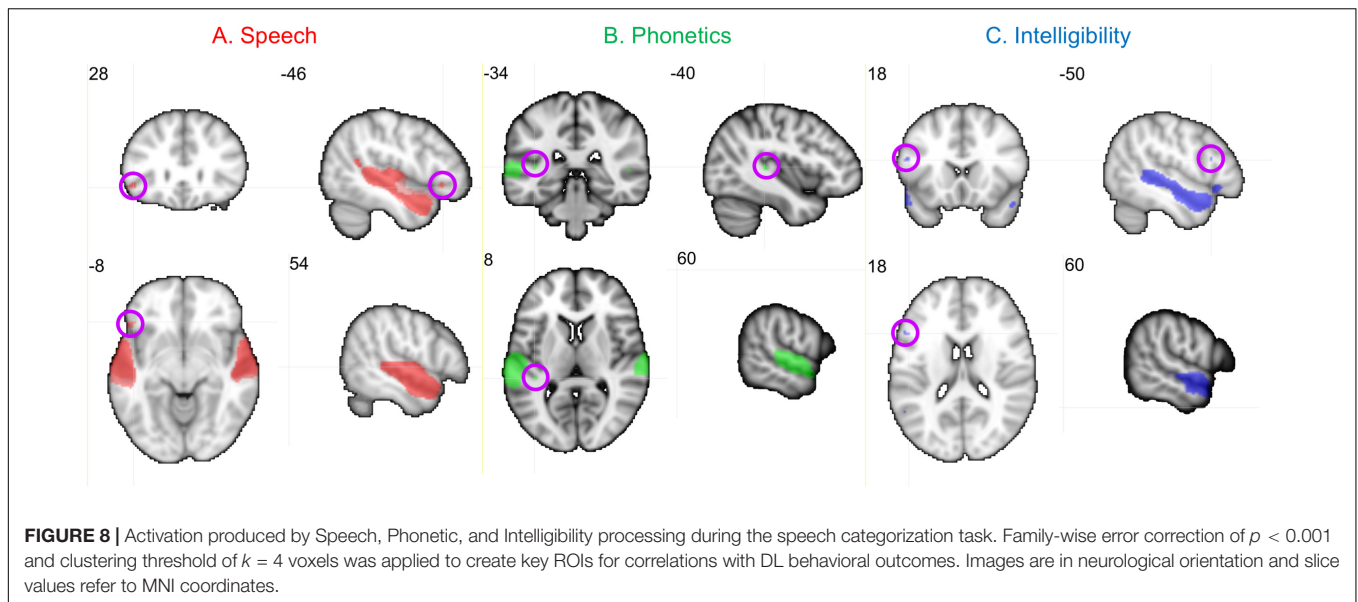 A. Speech
B. Phonetics
C. Intelligibility
28
-46
-34
-40
18
-50
-8
54
8
60
18
60
FIGURE 8 | Activation produced by Speech, Phonetic, and Intelligibility processing during the speech categorization task. Family-wise error correction of p < 0.001
and clustering threshold of k = 4 voxels was applied to create key ROIs for correlations with DL behavioral outcomes. Images are in neurological orientation and slice
values refer to MNI coordinates.